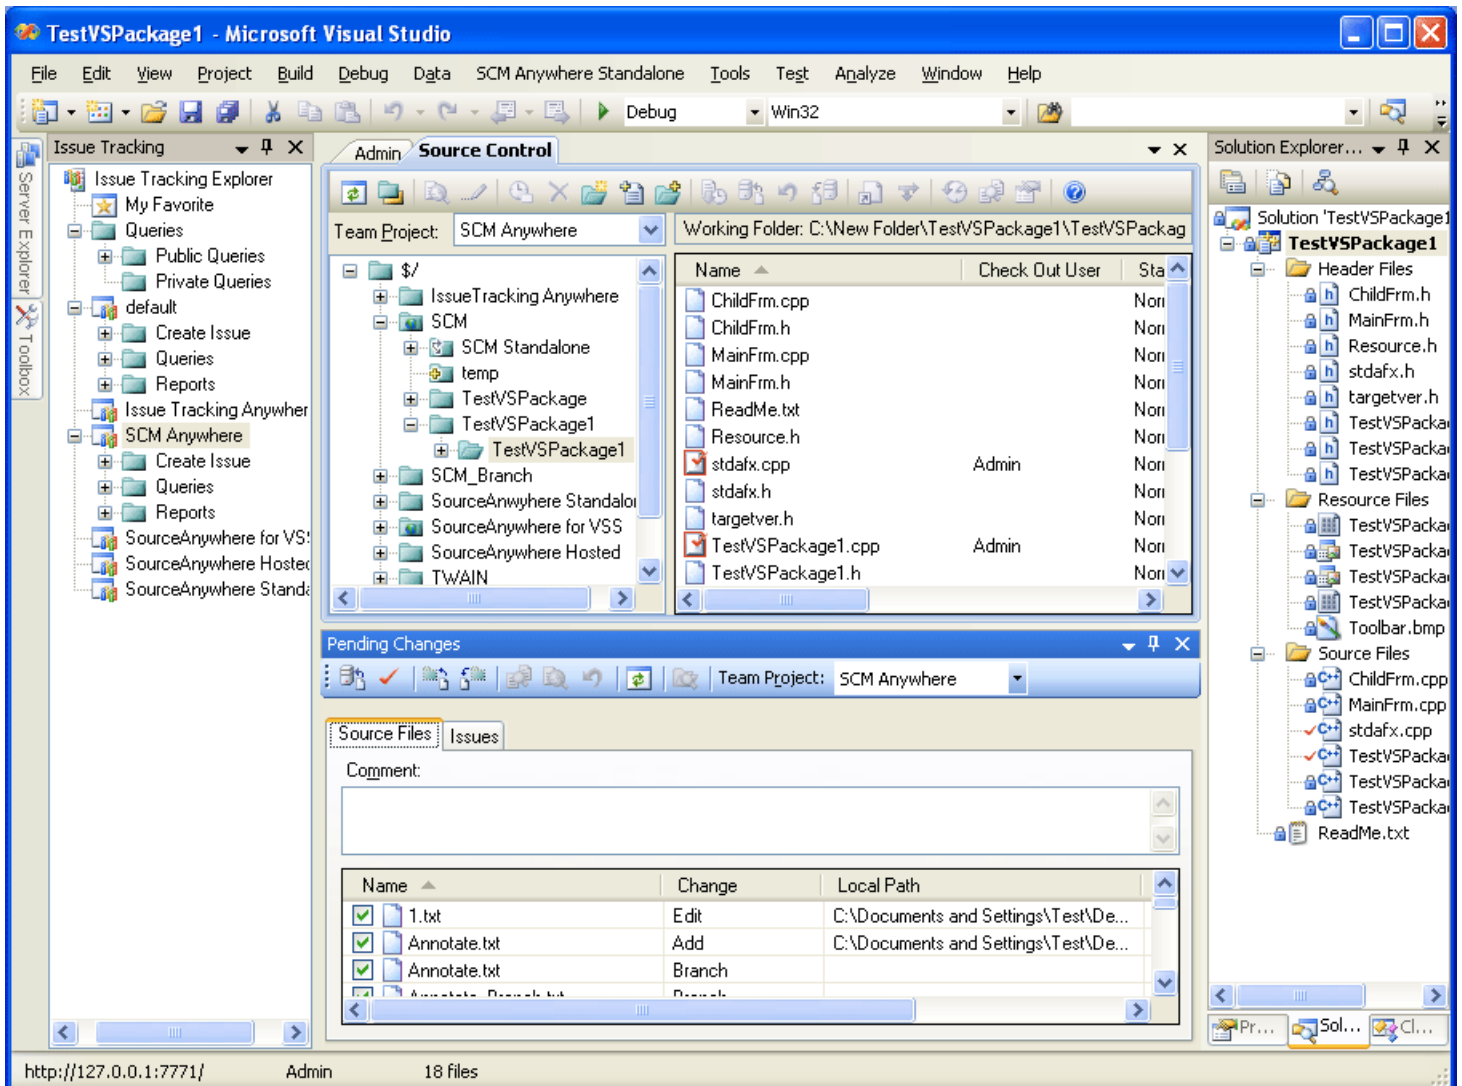 TestVSPackage1 - Microsoft Visual Studio
File Edit View Project Build Debug Data SCM Anywhere Standalone Tools Test Analyze Window Help
Debug Win32
Server Explorer
Toolbox
Issue Tracking
Issue Tracking Explorer
My Favorite
Queries
Public Queries
Private Queries
default
Create Issue
Queries
Reports
Issue Tracking Anywher
SCM Anywhere
Create Issue
Queries
Reports
SourceAnywhere for VS
SourceAnywhere Hosted
SourceAnywhere Standa
Admin Source Control
Team Project: SCM Anywhere
Working Folder: C:\New Folder\TestVSPackage1\TestVSPackag
$/
IssueTracking Anywhere
SCM
SCM Standalone
temp
TestVSPackage
TestVSPackage1
TestVSPackage1
SCM_Branch
SourceAnwyhere Standalo
SourceAnywhere for VSS
SourceAnywhere Hosted
TWAIN
Name Check Out User Sta
ChildFrm.cpp Non
ChildFrm.h Non
MainFrm.cpp Non
MainFrm.h Non
ReadMe.txt Non
Resource.h Non
stdafx.cpp Admin Non
stdafx.h Non
targetver.h Non
TestVSPackage1.cpp Admin Non
TestVSPackage1.h Non
Pending Changes
Team Project: SCM Anywhere
Source Files Issues
Comment:
Name Change Local Path
1.txt Edit C:\Documents and Settings\Test\De...
Annotate.txt Add C:\Documents and Settings\Test\De...
Annotate.txt Branch
Annotate_Branch.txt Branch
Solution Explorer...
Solution 'TestVSPackage1
TestVSPackage1
Header Files
ChildFrm.h
MainFrm.h
Resource.h
stdafx.h
targetver.h
TestVSPacka
TestVSPacka
TestVSPacka
Resource Files
TestVSPacka
TestVSPacka
TestVSPacka
TestVSPacka
Toolbar.bmp
Source Files
ChildFrm.cpp
MainFrm.cpp
stdafx.cpp
TestVSPacka
TestVSPacka
TestVSPacka
ReadMe.txt
Pr... Sol... Cl...
http://127.0.0.1:7771/ Admin 18 files